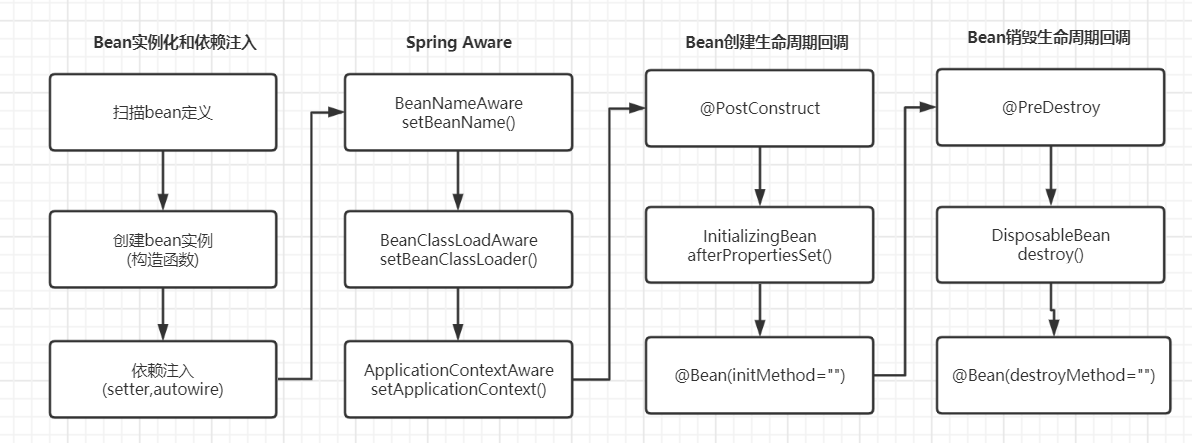 Bean实例化和依赖注入
扫描bean定义
创建bean实例
(构造函数)
依赖注入
(setter,autowire)
Spring Aware
BeanNameAware
setBeanName()
BeanClassLoadAware
setBeanClassLoader()
ApplicationContextAware
setApplicationContext()
Bean创建生命周期回调
@PostConstruct
InitializingBean
afterPropertiesSet()
@Bean(initMethod="")
Bean销毁生命周期回调
@PreDestroy
DisposableBean
destroy()
@Bean(destroyMethod="")